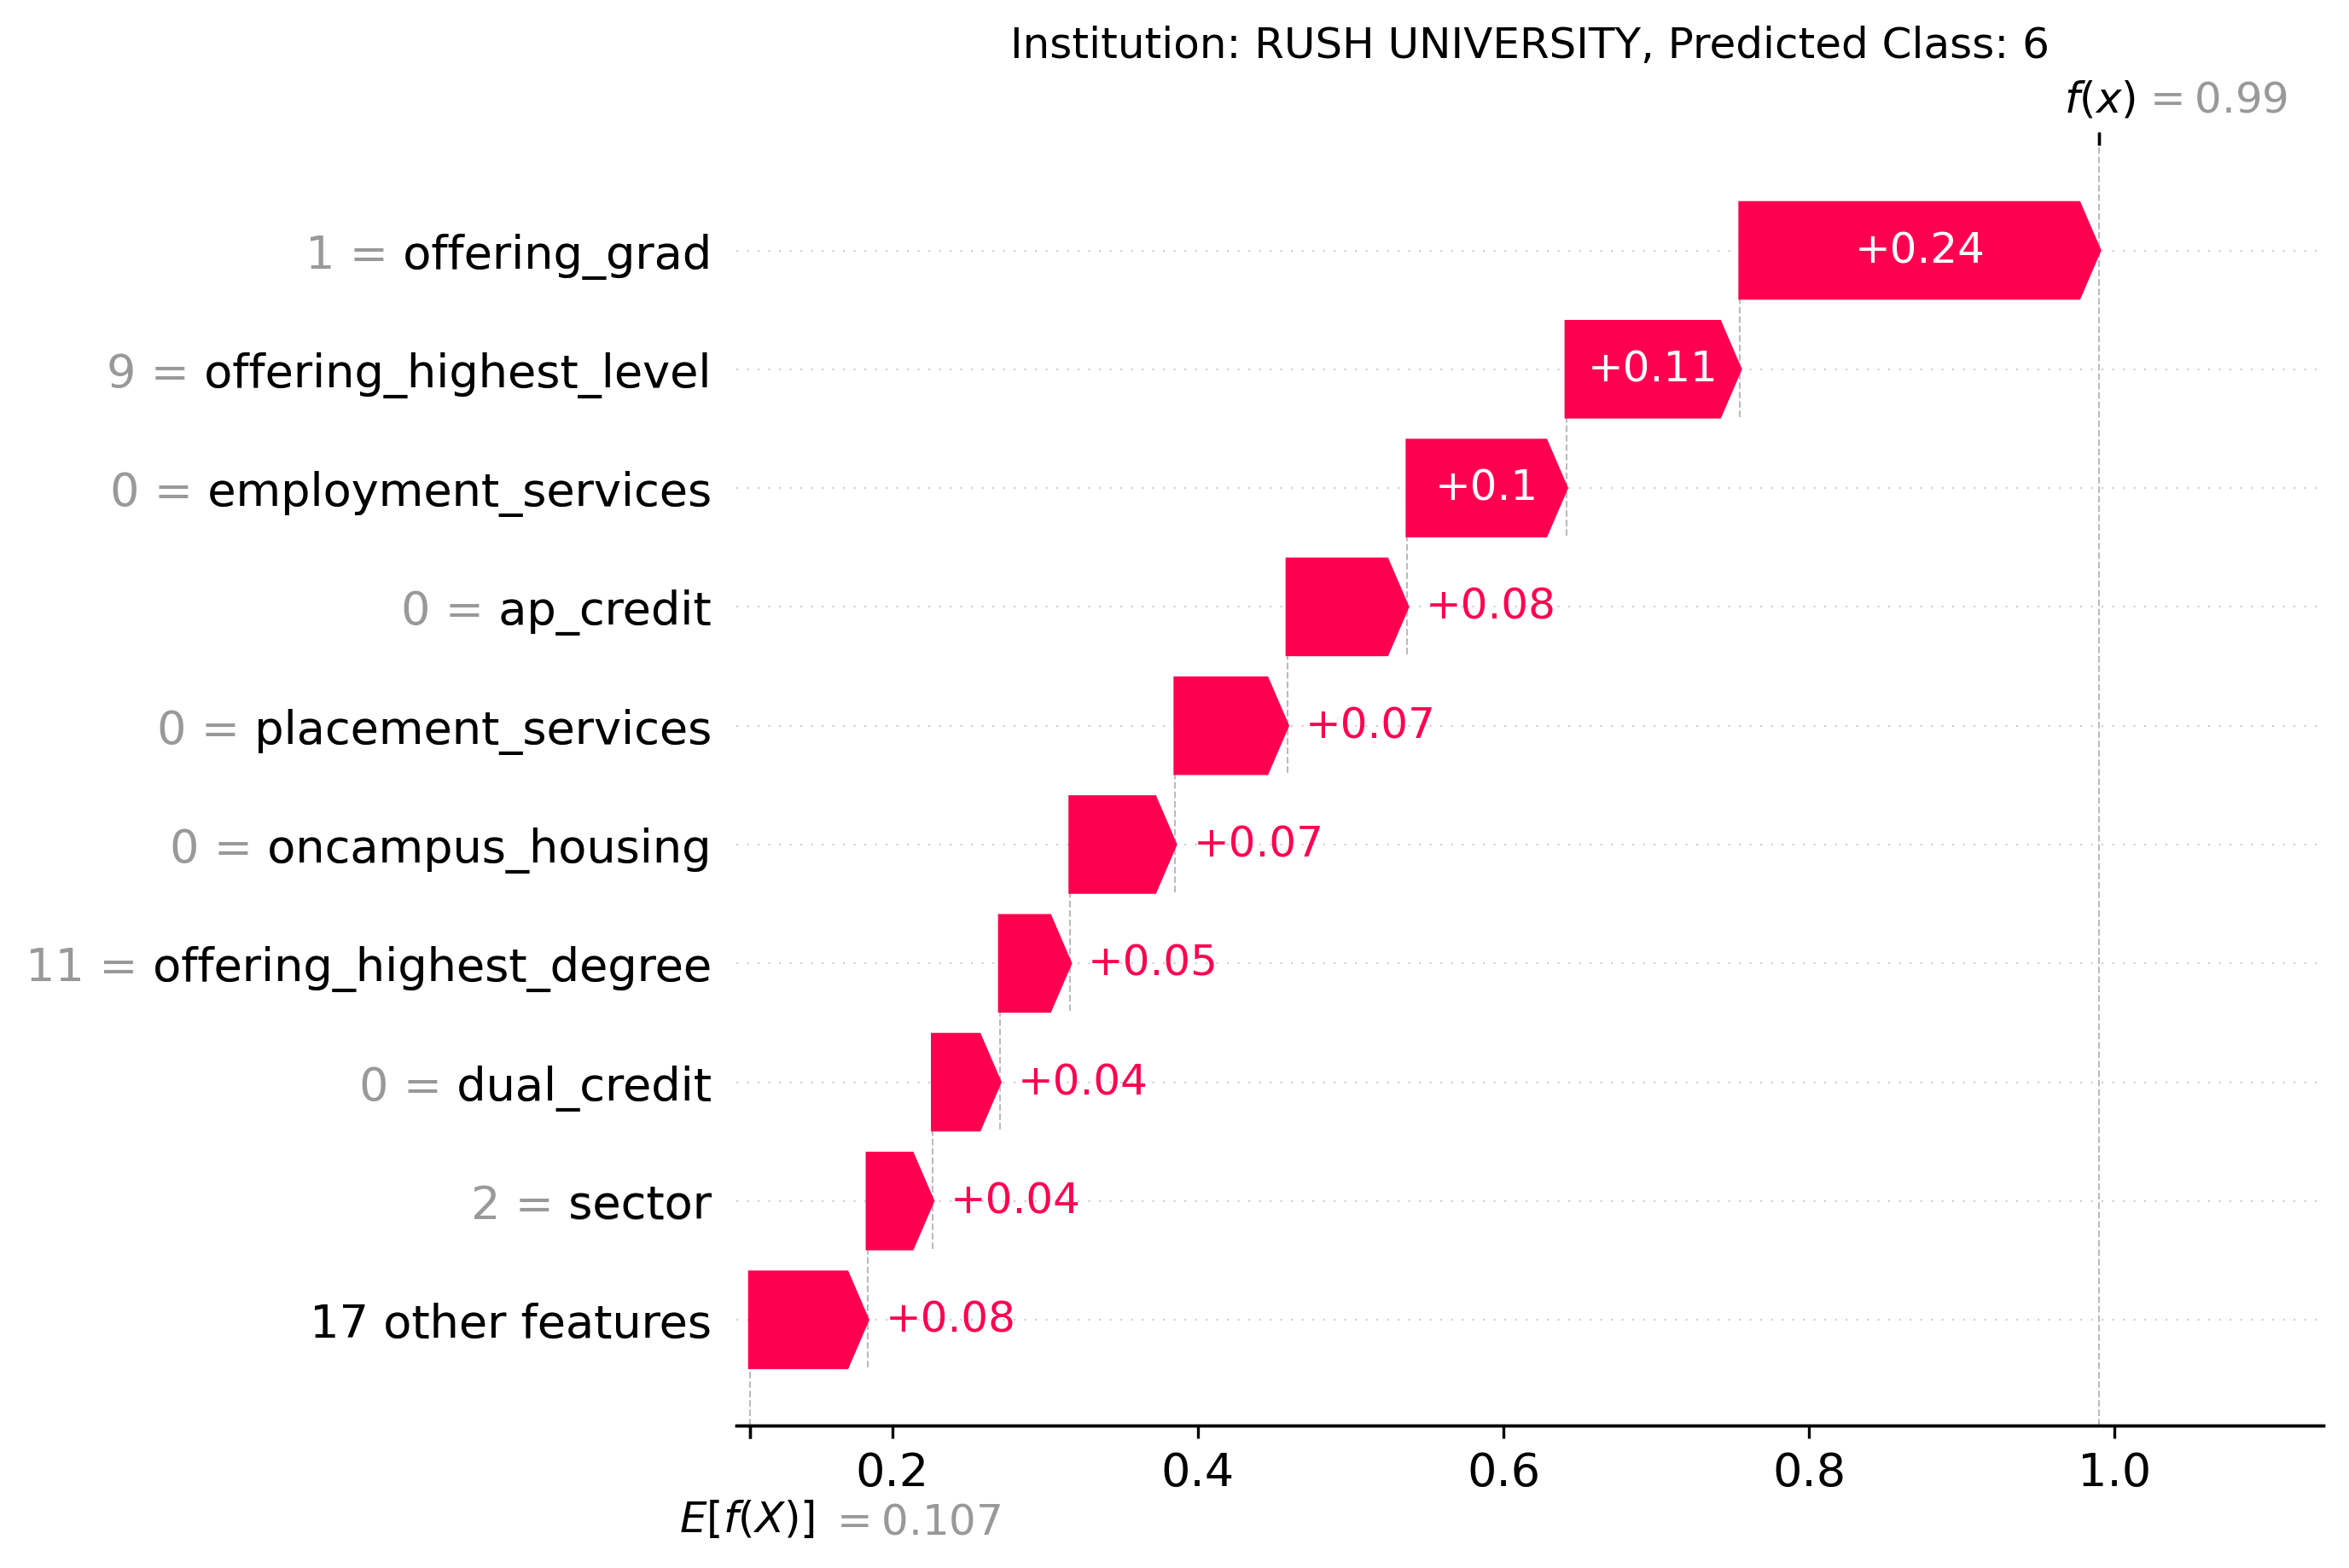 Institution: RUSH UNIVERSITY, Predicted Class: 6
f(x) = 0.99
1 = offering_grad +0.24
9 = offering_highest_level +0.11
0 = employment_services +0.1
0 = ap_credit +0.08
0 = placement_services +0.07
0 = oncampus_housing +0.07
11 = offering_highest_degree +0.05
0 = dual_credit +0.04
2 = sector +0.04
17 other features +0.08
0.2 0.4 0.6 0.8 1.0
E[f(X)] = 0.107